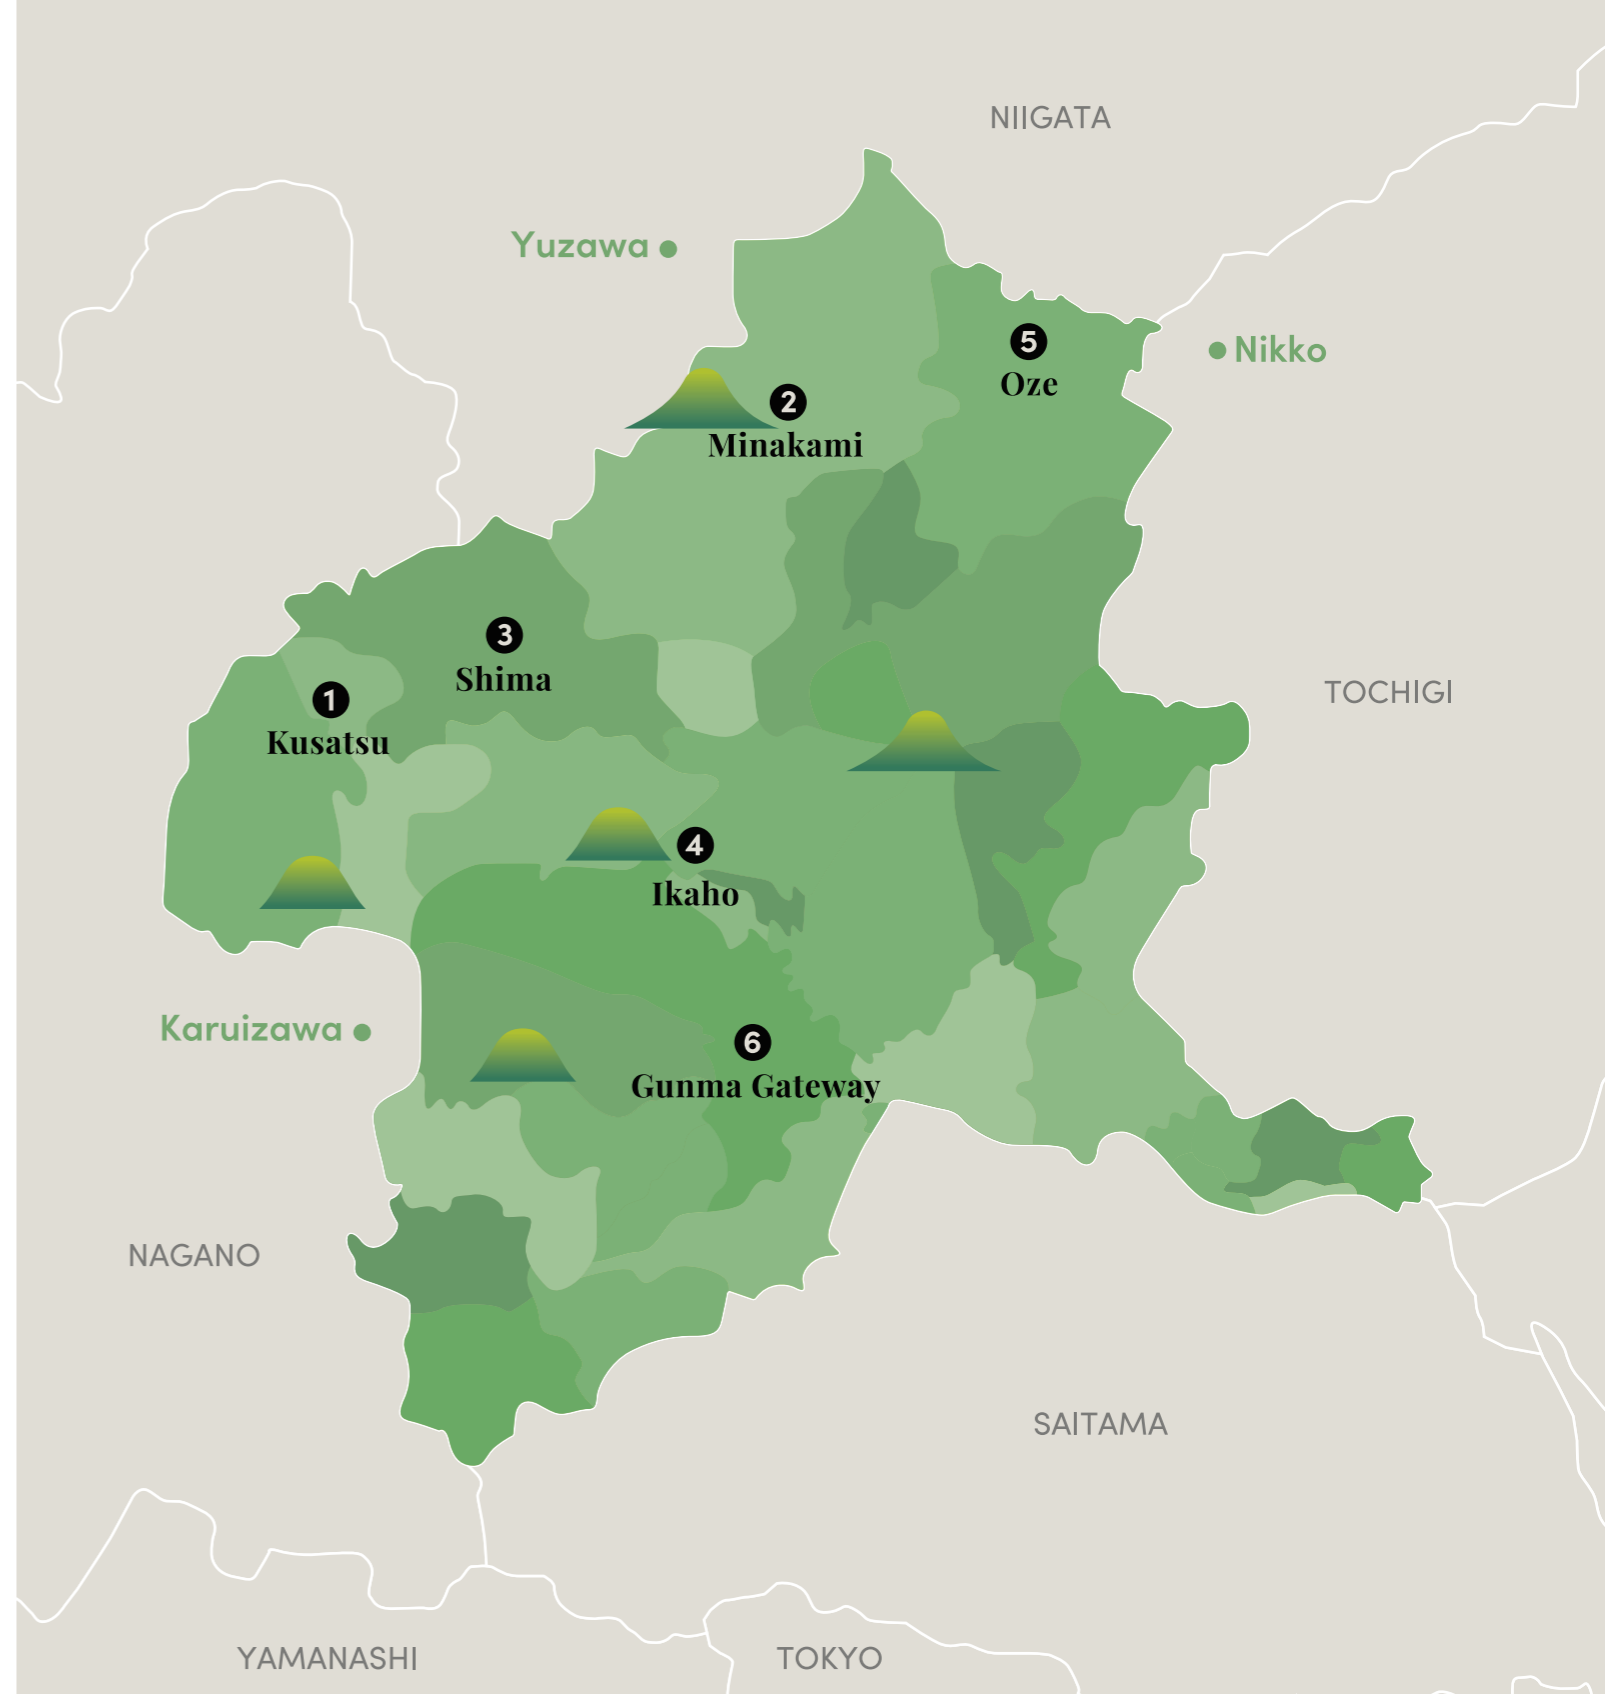 NIIGATA
Yuzawa
5
Nikko
Oze
2
Minakami
3
Shima
TOCHIGI
1
Kusatsu
4
Ikaho
Karuizawa
6
Gunma Gateway
NAGANO
SAITAMA
YAMANASHI
TOKYO